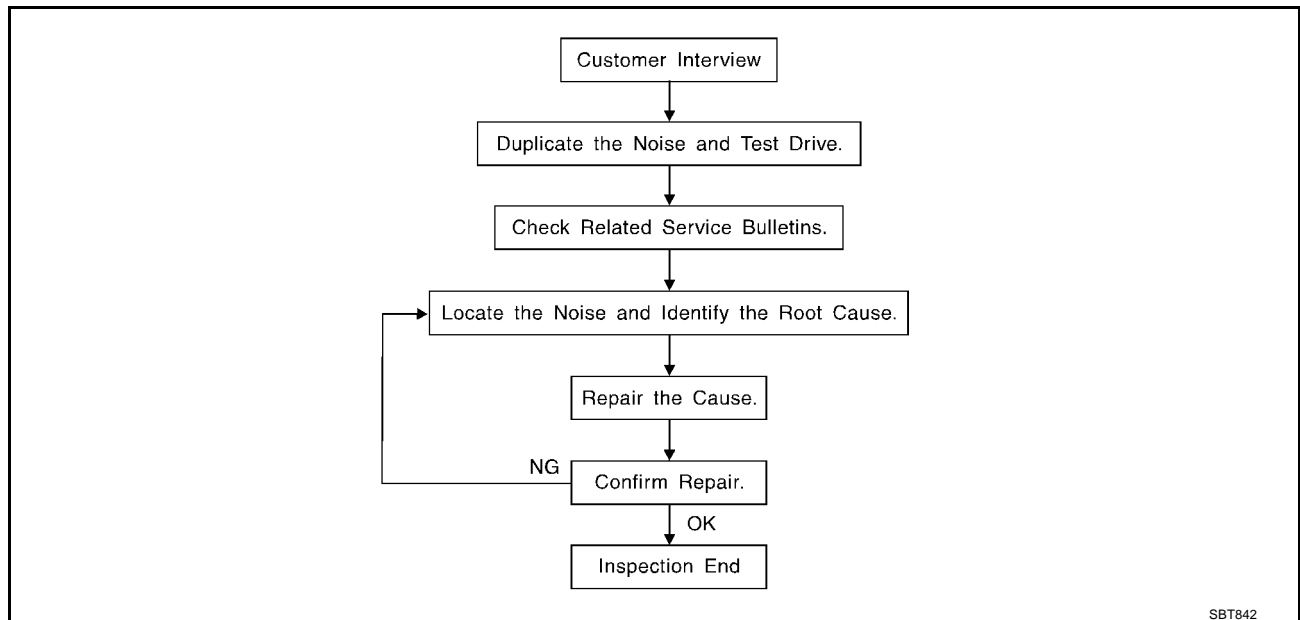 Customer Interview
Duplicate the Noise and Test Drive.
Check Related Service Bulletins.
Locate the Noise and Identify the Root Cause.
Repair the Cause.
NG
Confirm Repair.
OK
Inspection End
SBT842